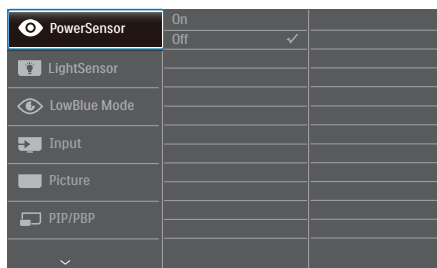 PowerSensor
On
Off
LightSensor
LowBlue Mode
Input
Picture
PIP/PBP